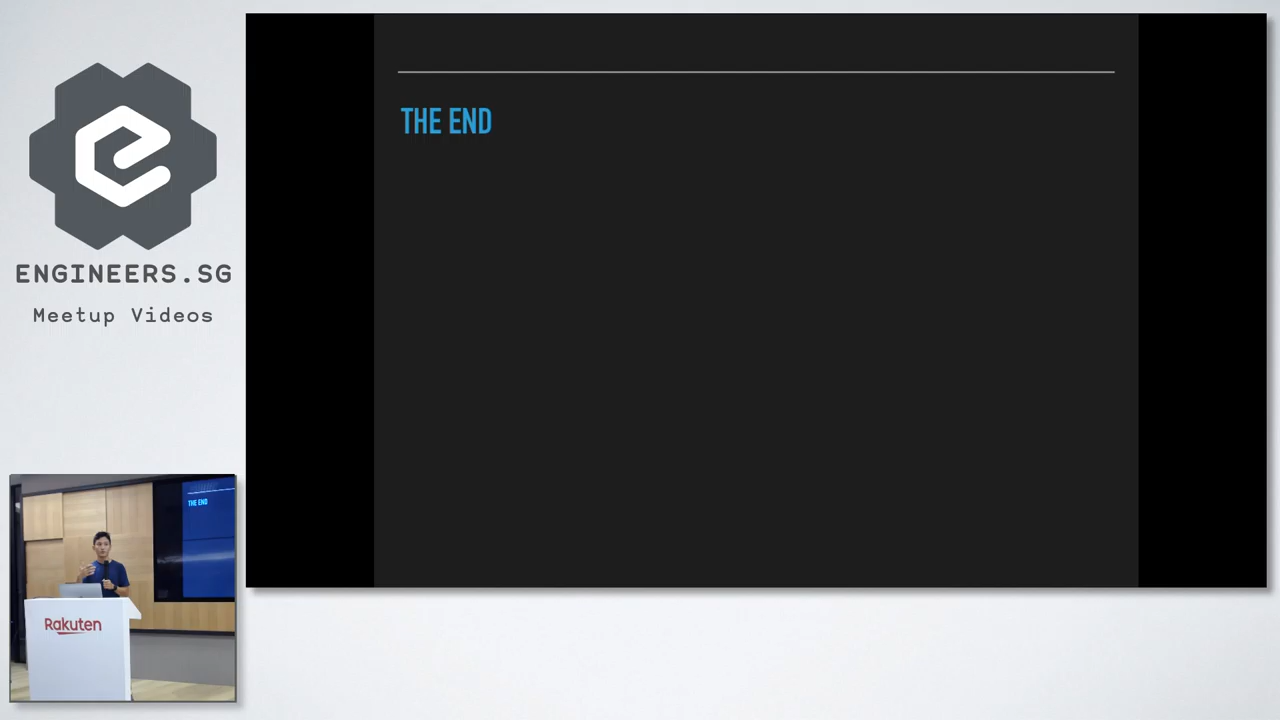 ENGINEERS.SG
Meetup Videos
THE END
THE END
Rakuten